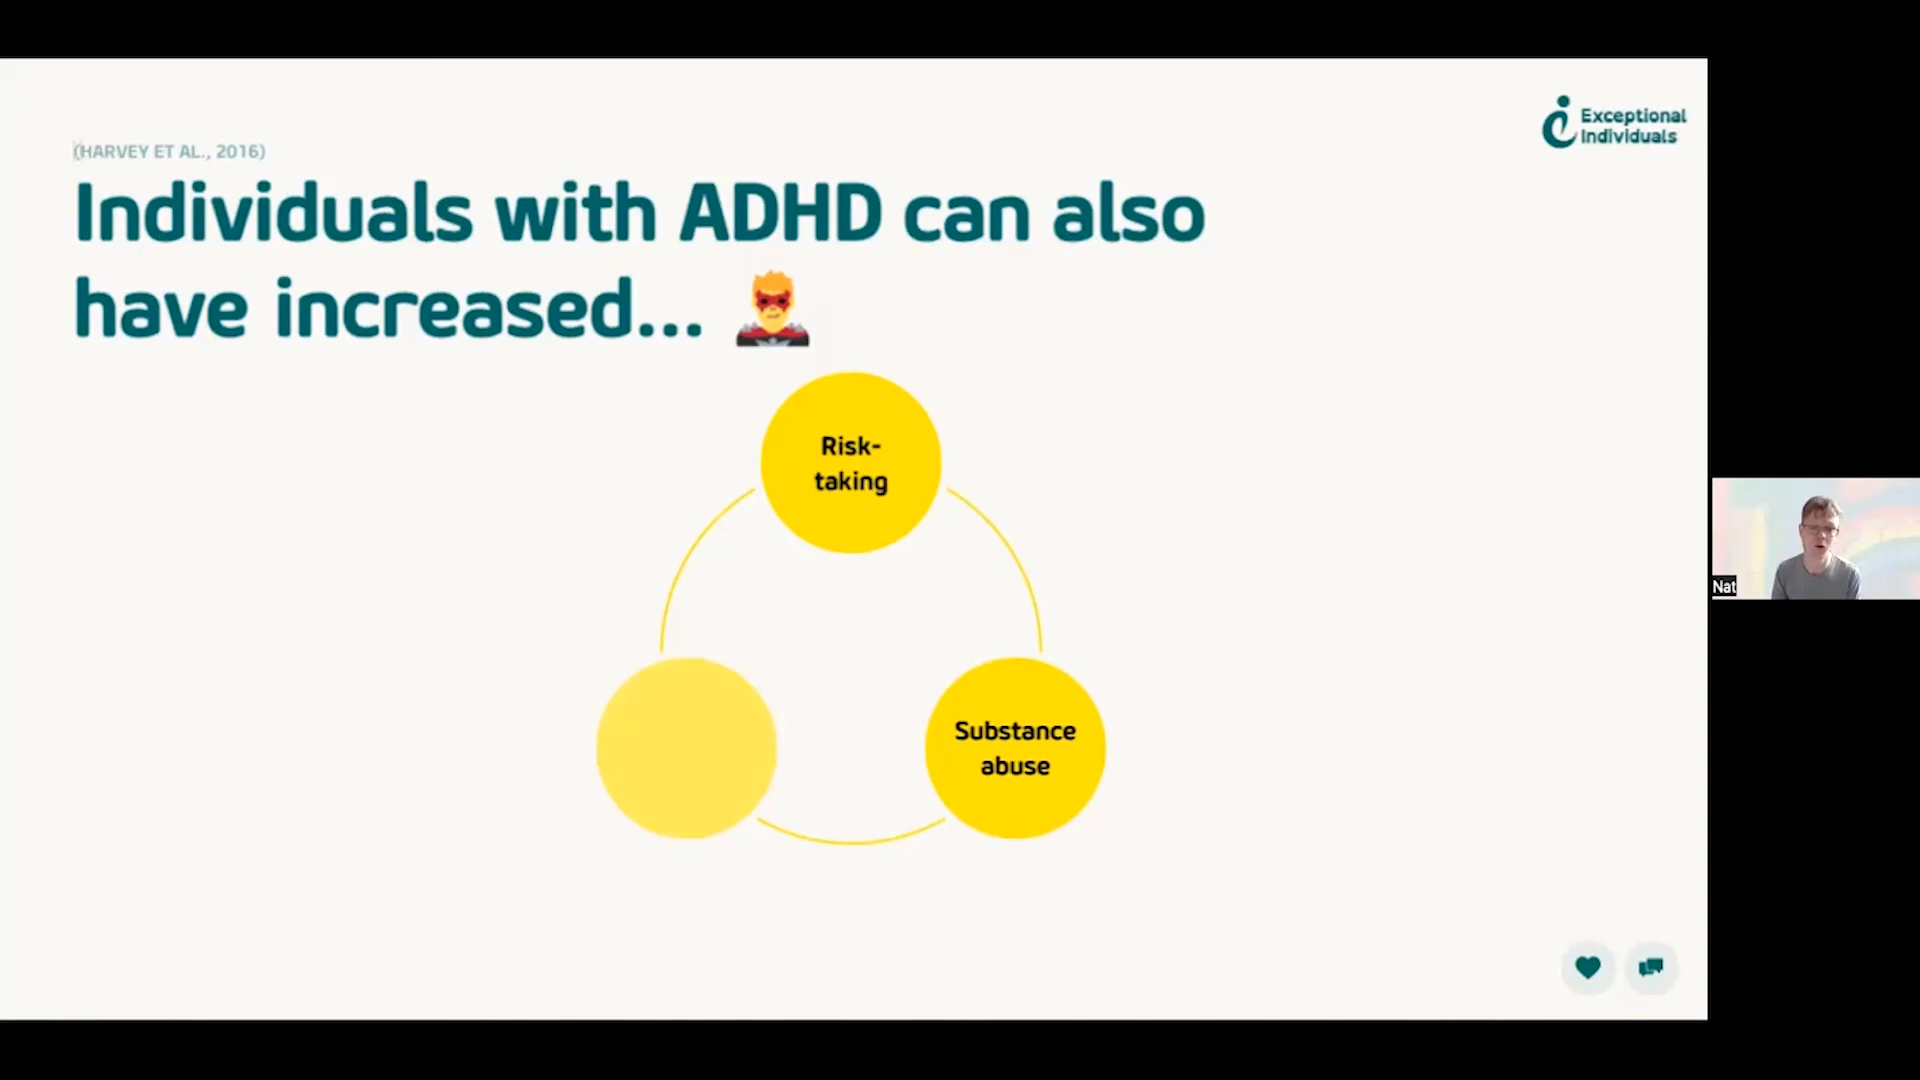 Exceptional
Individuals
(HARVEY ET AL., 2016)
Individuals with ADHD can also
have increased...
Risk-
taking
Substance
abuse
Nat